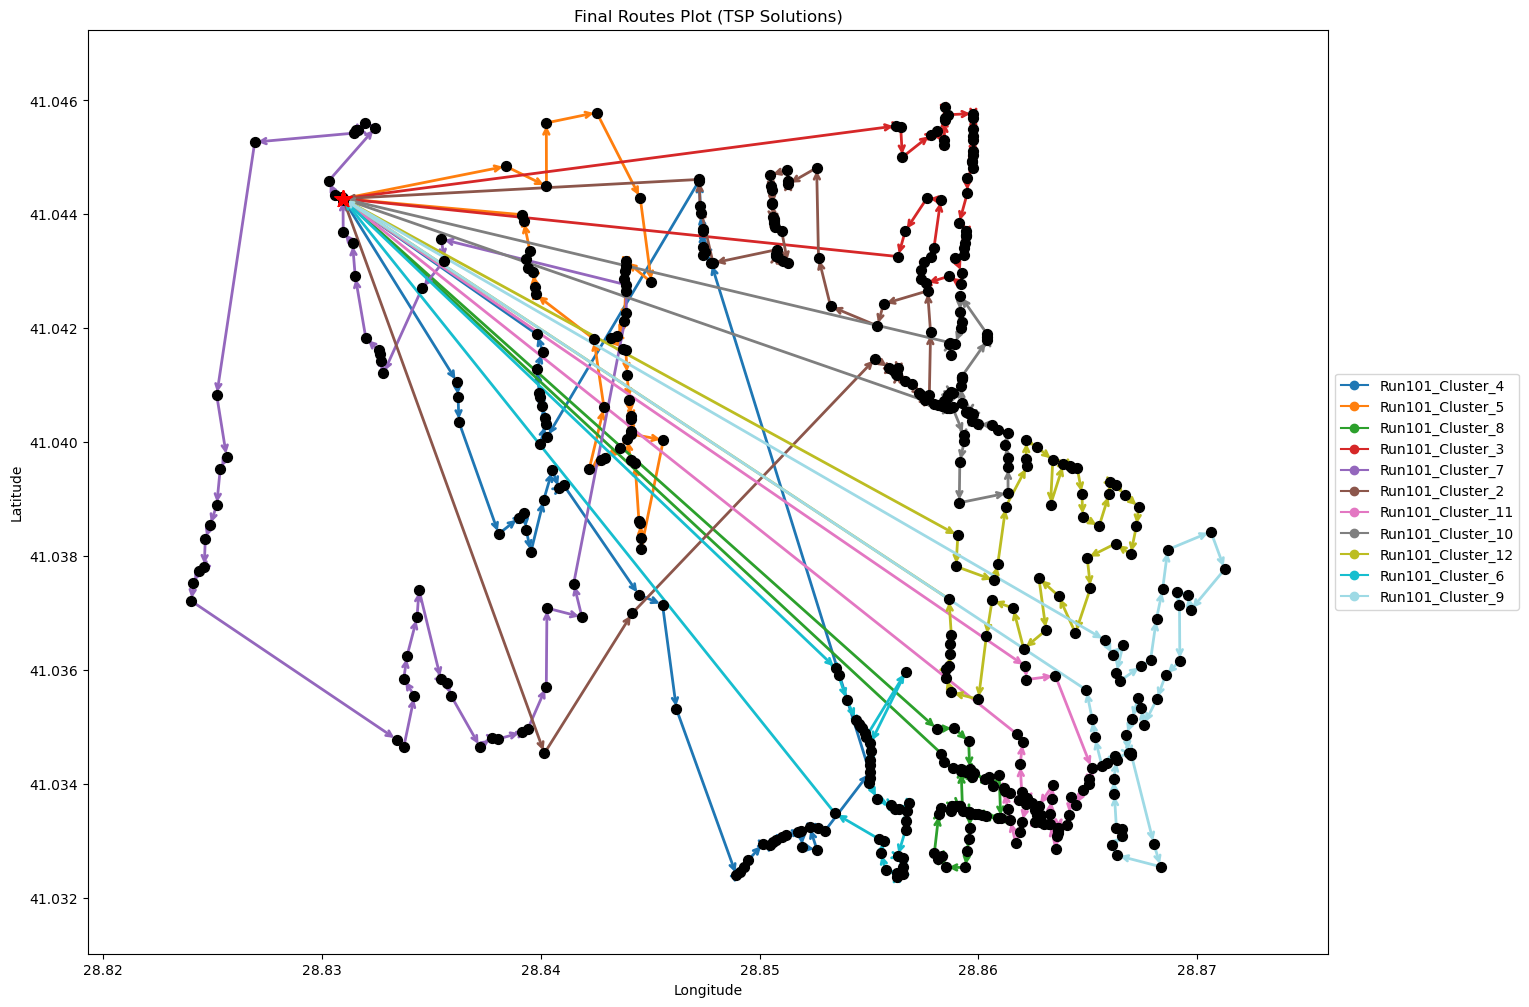 Final Routes Plot (TSP Solutions)
Latitude
41.046
41.044
41.042
41.040
41.038
41.036
41.034
41.032
28.82
28.83
28.84
28.85
28.86
28.87
Longitude
Run101_Cluster_4
Run101_Cluster_5
Run101_Cluster_8
Run101_Cluster_3
Run101_Cluster_7
Run101_Cluster_2
Run101_Cluster_11
Run101_Cluster_10
Run101_Cluster_12
Run101_Cluster_6
Run101_Cluster_9